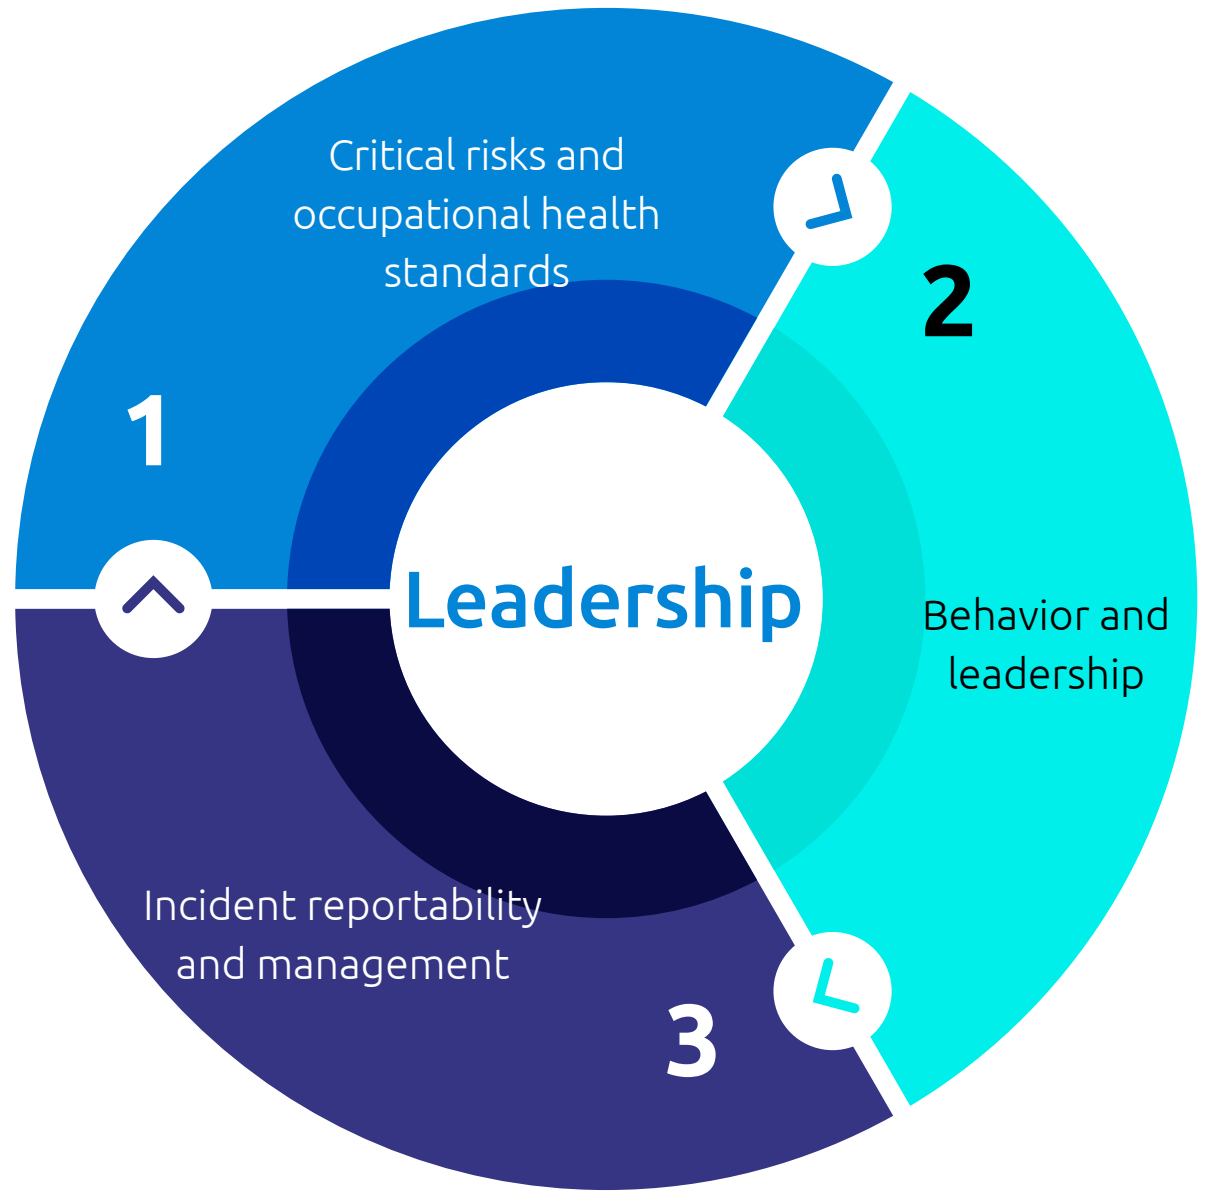 Critical risks and
occupational health
standards
1
2
Behavior and
leadership
Leadership
Incident reportability
and management
3